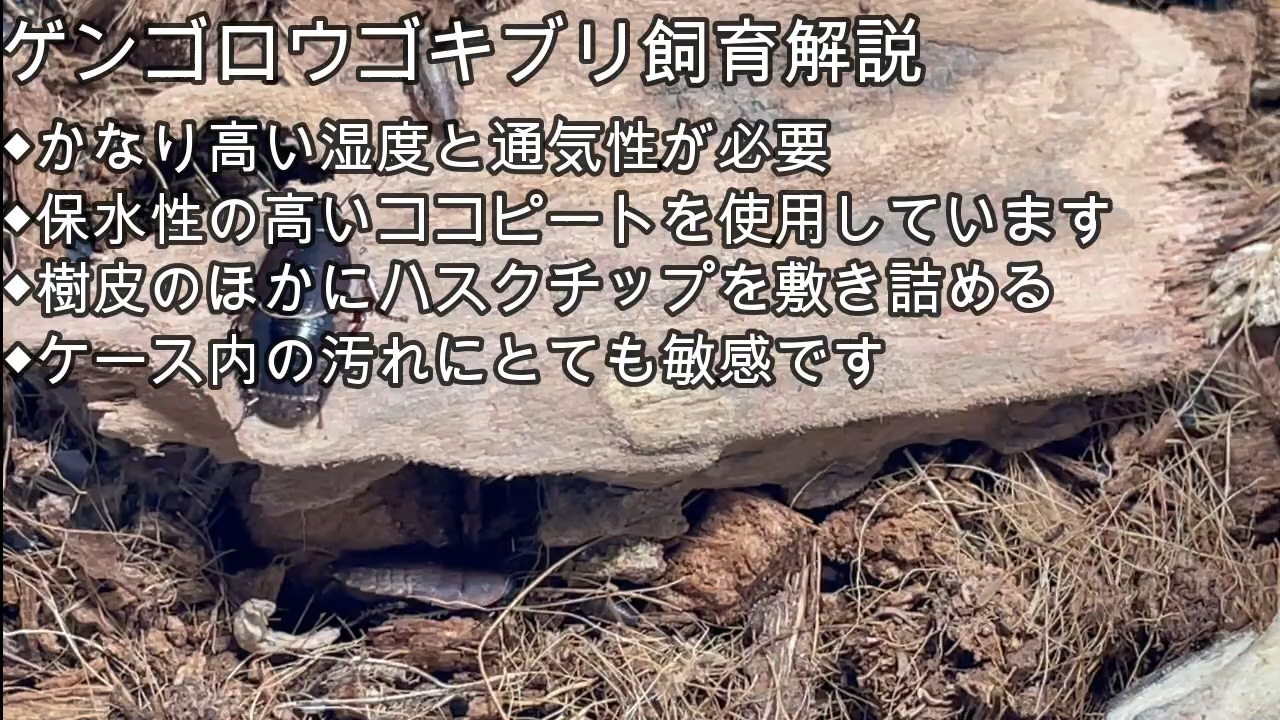 ゲンゴロウゴキブリ飼育解説
◆かなり高い湿度と通気性が必要
◆保水性の高いココピートを使用しています
◆樹皮のほかにハスクチップを敷き詰める
◆ケース内の汚れにとても敏感です